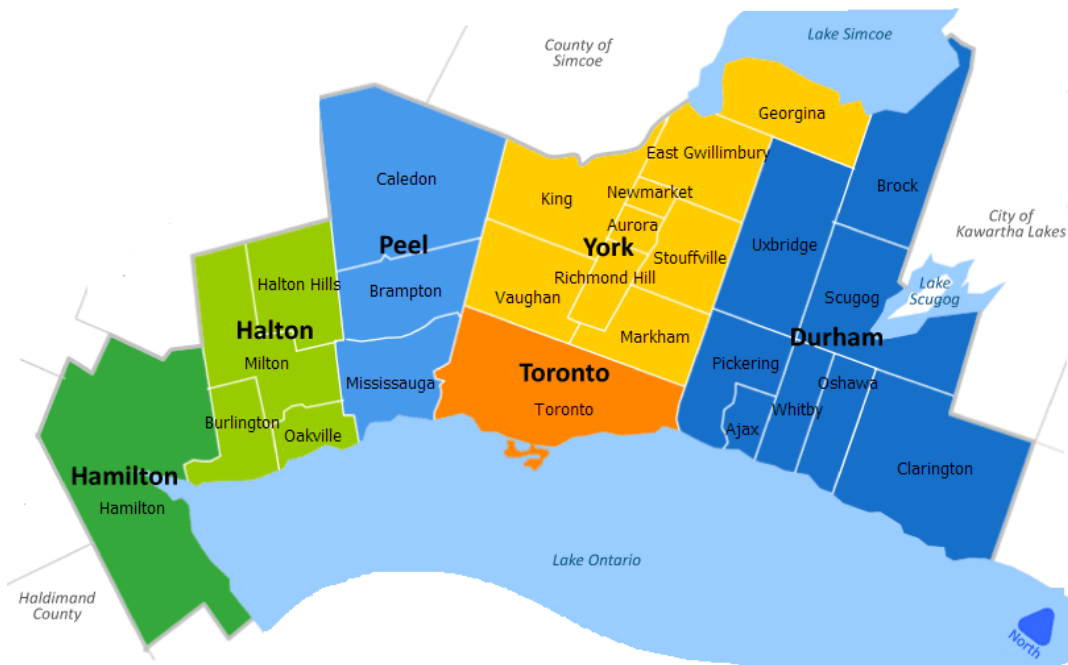 Lake Simcoe
County of
Simcoe
Georgina
East Gwillimbury
Caledon
Brock
King
Newmarket
City of
Kawartha Lakes
Aurora
Peel
York
Uxbridge
Stouffville
Richmond Hill
Halton Hills
Brampton
Vaughan
Scugog
Lake
Scugog
Halton
Markham
Durham
Milton
Pickering
Toronto
Mississauga
Oshawa
Toronto
Whitby
Burlington
Oakville
Ajax
Clarington
Hamilton
Hamilton
Lake Ontario
Haldimand
County
North